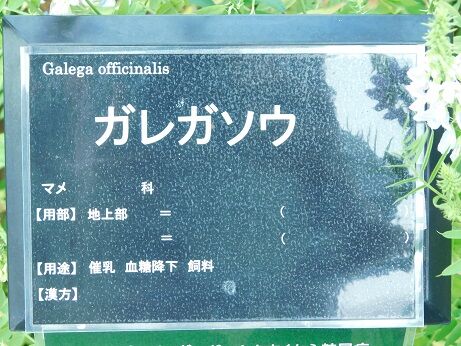 Galega officinalis
ガレガソウ
マメ 科
【用部】 地上部 = (
= ( )
【用途】 催乳 血糖降下 飼料
【漢方】